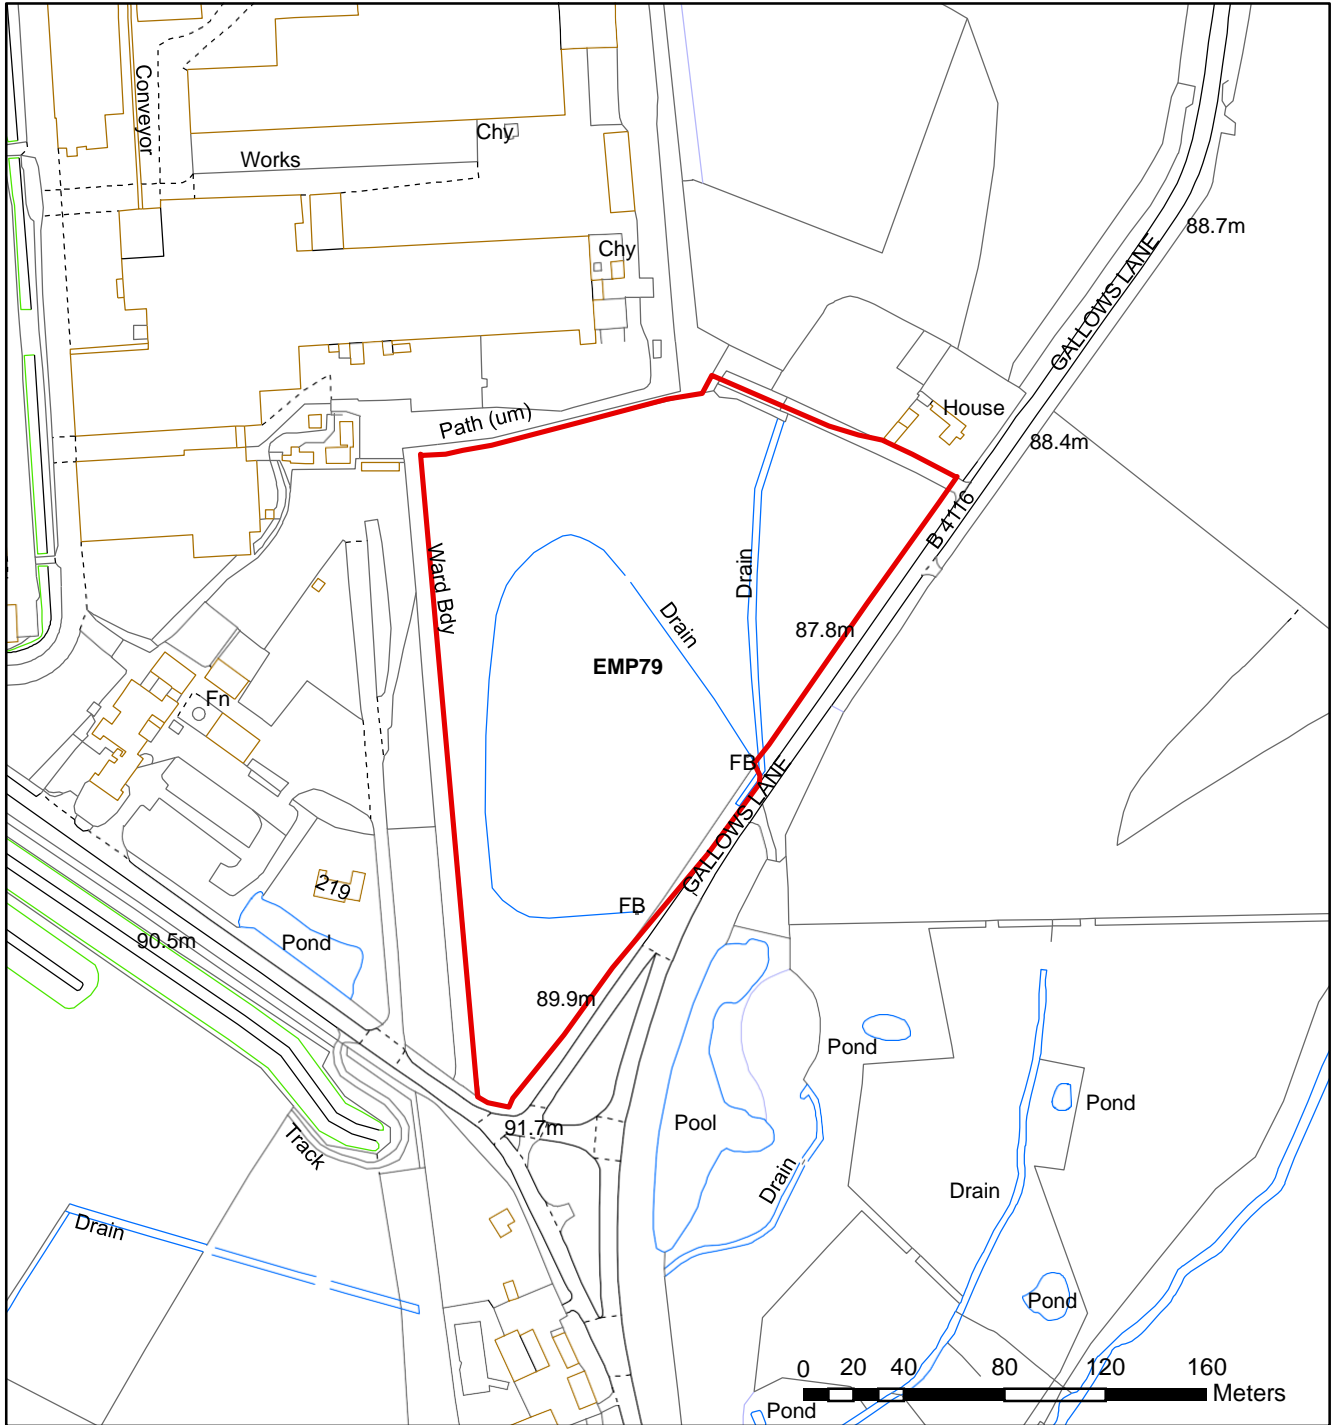 Conveyor
Chy
Works
Chy
88.7m
GALLOWS LANE
House
Path (um)
88.4m
B 4116
Ward Bdy
Drain
Drain
87.8m
EMP79
Fn
FB
GALLOWS LANE
219
FB
90.5m
Pond
89.9m
Pond
Pond
91.7m
Pool
Track
Drain
Drain
Drain
Pond
0 20 40 80 120 160
Meters
Pond